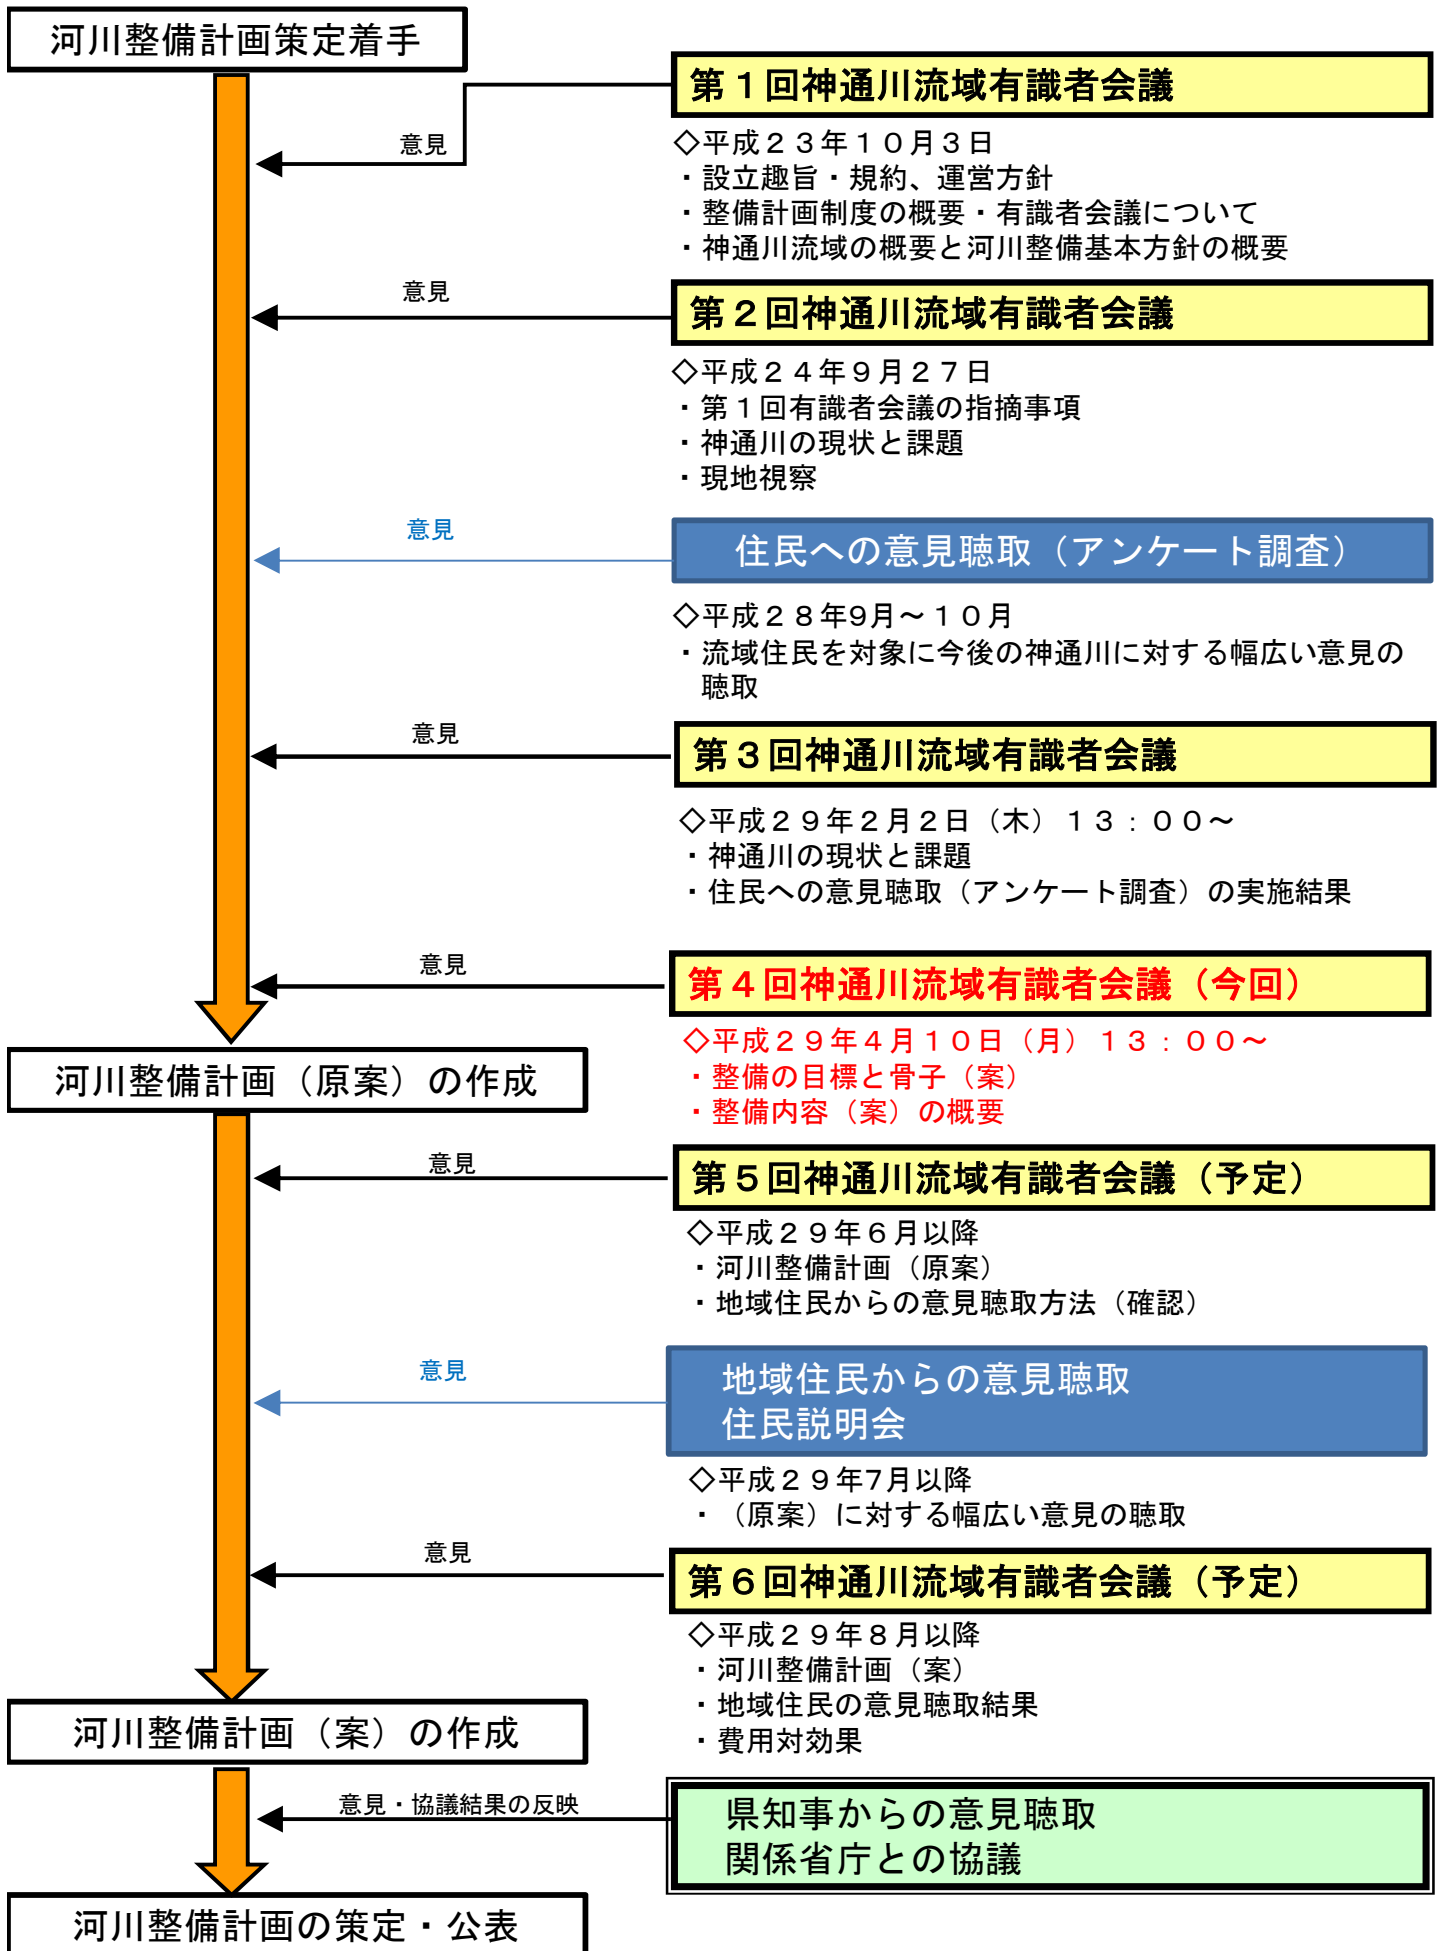 河川整備計画策定着手
第１回神通川流域有識者会議
意見
◇平成２３年１０月３日
・設立趣旨・規約、運営方針
・整備計画制度の概要・有識者会議について
・神通川流域の概要と河川整備基本方針の概要
意見
第２回神通川流域有識者会議
◇平成２４年９月２７日
・第１回有識者会議の指摘事項
・神通川の現状と課題
・現地視察
意見
住民への意見聴取（アンケート調査）
◇平成２８年9月～１０月
・流域住民を対象に今後の神通川に対する幅広い意見の
聴取
意見
第３回神通川流域有識者会議
◇平成２９年２月２日（木）１３：００～
・神通川の現状と課題
・住民への意見聴取（アンケート調査）の実施結果
意見
第４回神通川流域有識者会議（今回）
◇平成２９年４月１０日（月）１３：００～
・整備の目標と骨子（案）
・整備内容（案）の概要
河川整備計画（原案）の作成
意見
第５回神通川流域有識者会議（予定）
◇平成２９年６月以降
・河川整備計画（原案）
・地域住民からの意見聴取方法（確認）
意見
地域住民からの意見聴取
住民説明会
◇平成２９年7月以降
・（原案）に対する幅広い意見の聴取
意見
第６回神通川流域有識者会議（予定）
◇平成２９年８月以降
・河川整備計画（案）
・地域住民の意見聴取結果
・費用対効果
河川整備計画（案）の作成
意見・協議結果の反映
県知事からの意見聴取
関係省庁との協議
河川整備計画の策定・公表